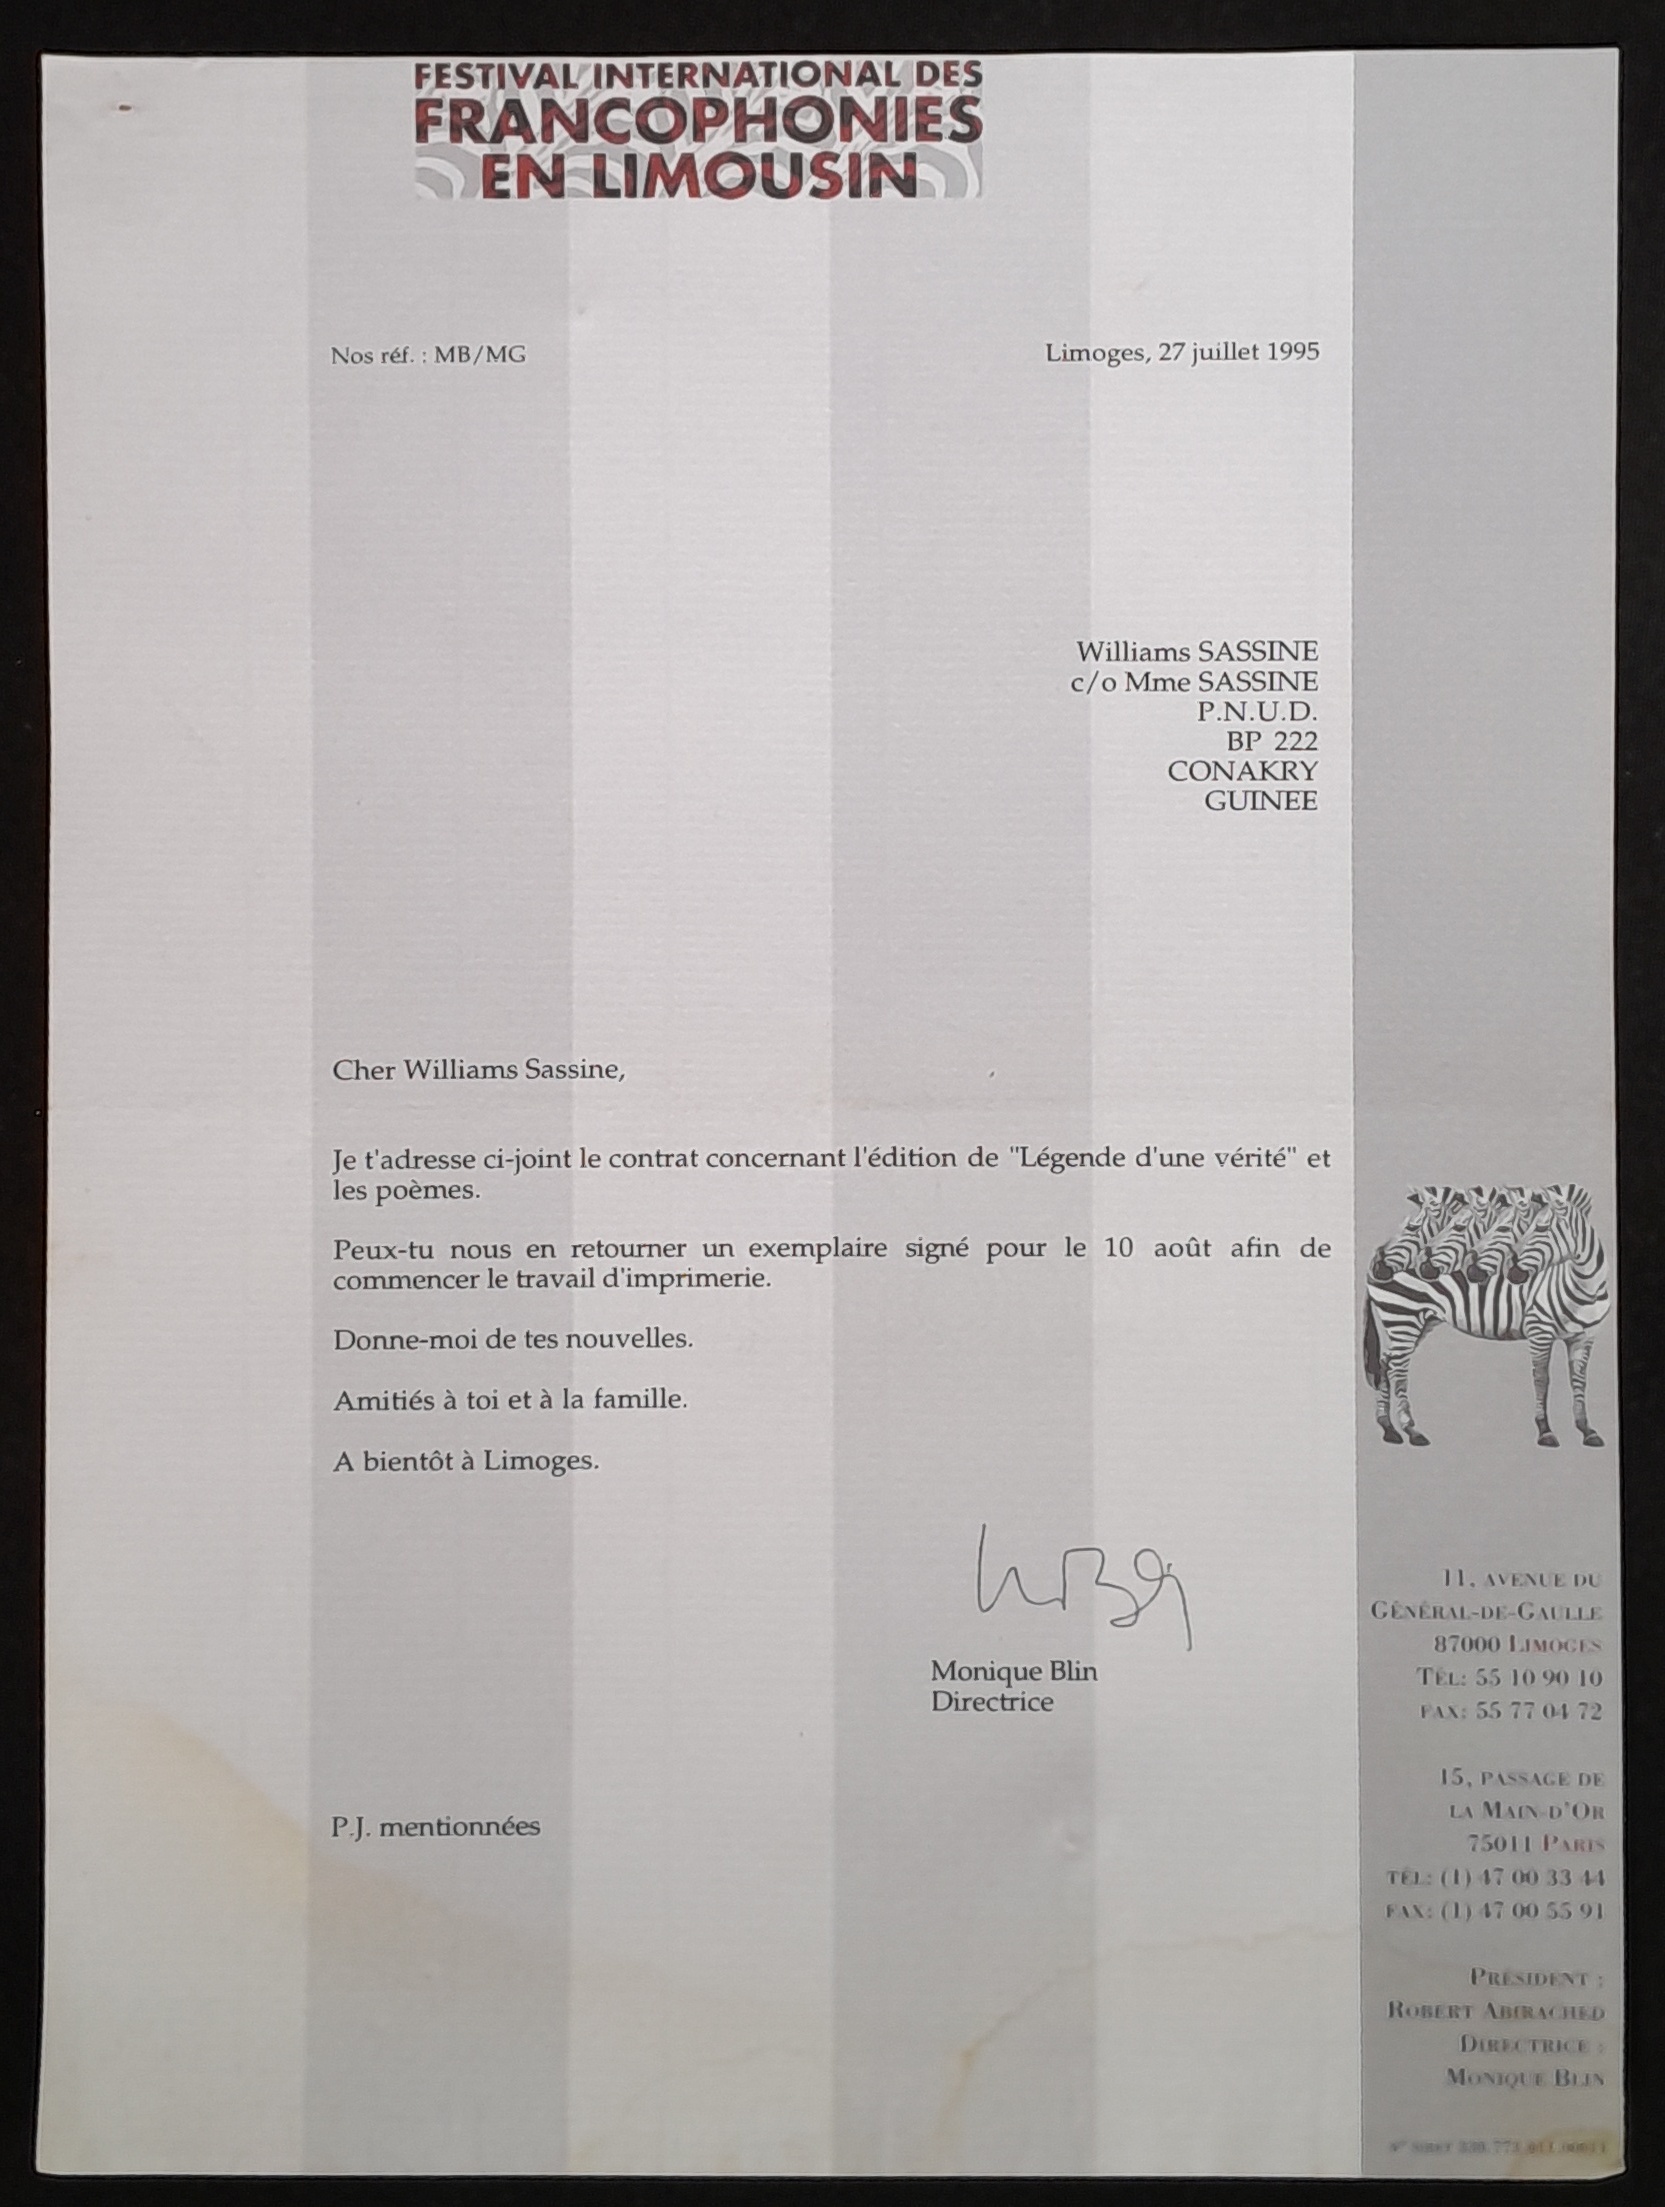 FESTIVAL INTERNATIONAL DES
FRANCOPHONIES
EN LIMOUSIN
Nos réf. : MB/MG
Limoges, 27 juillet 1995
Williams SASSINE
c/o Mme SASSINE
P.N.U.D.
BP 222
CONAKRY
GUINEE
Cher Williams Sassine,
Je t'adresse ci-joint le contrat concernant l'édition de "Légende d'une vérité" et
les poèmes.
Peux-tu nous en retourner un exemplaire signé pour le 10 août afin de
commencer le travail d'imprimerie.
Donne-moi de tes nouvelles.
Amitiés à toi et à la famille.
A bientôt à Limoges.
Monique Blin
Directrice
P.J. mentionnées
11, AVENUE DU
GÉNÉRAL-DE-GAULLE
87000 LIMOGES
TÉL: 55 10 90 10
FAX: 55 77 04 72
15, PASSAGE DE
LA MAIN-D'OR
75011 PARIS
TÉL: (1) 47 00 33 44
FAX: (1) 47 00 55 91
PRÉSIDENT :
ROBERT ABIRACHED
DIRECTRICE :
MONIQUE BLIN
N° SIRET